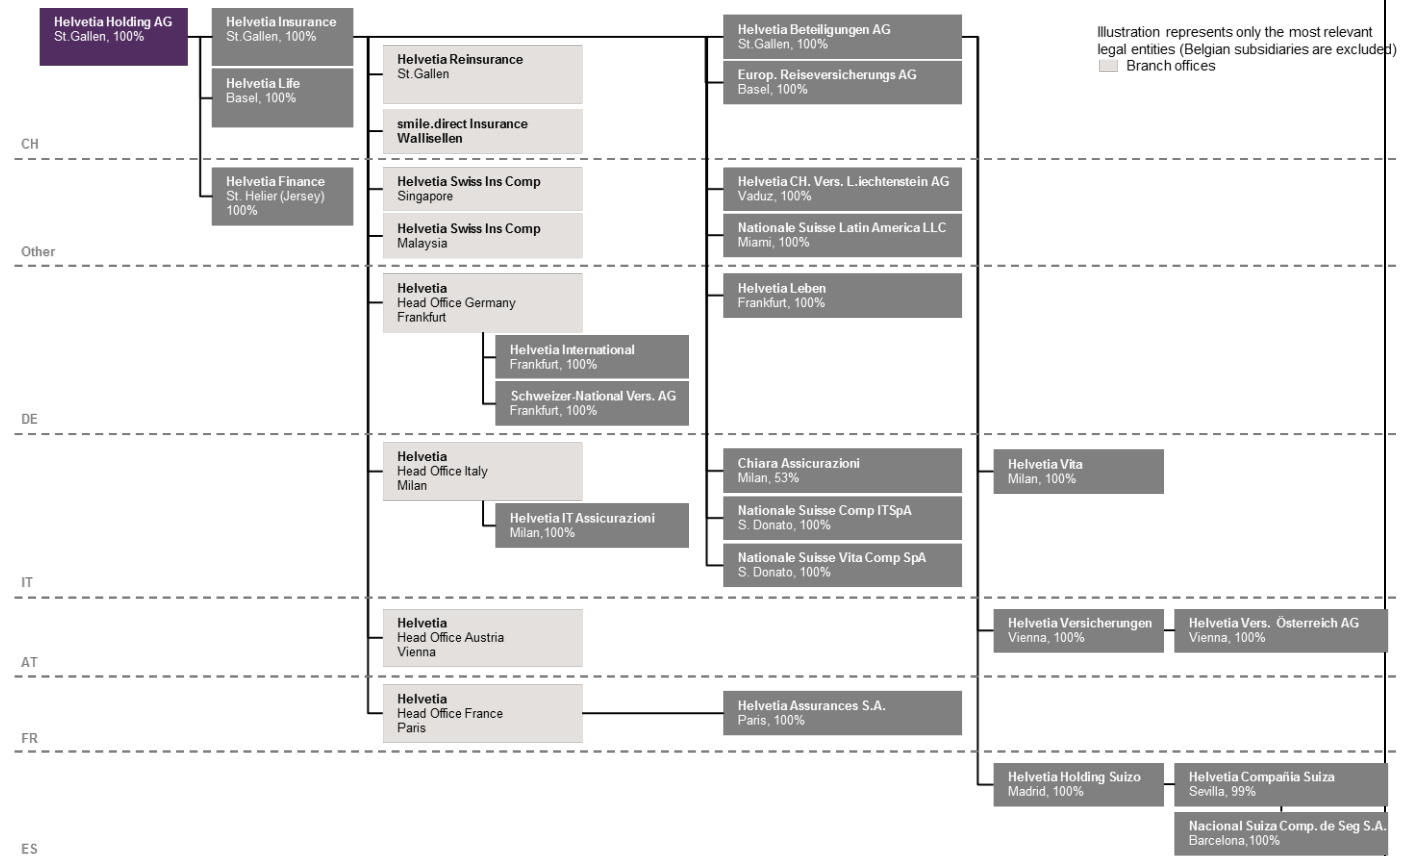 Helvetia Holding AG
St.Gallen, 100%
Helvetia Insurance
St.Gallen, 100%
Helvetia Life
Basel, 100%
Helvetia Reinsurance
St.Gallen
smile.direct Insurance
Wallisellen
Helvetia Beteiligungen AG
St.Gallen, 100%
Europ. Reiseversicherungs AG
Basel, 100%
Illustration represents only the most relevant
legal entities (Belgian subsidiaries are excluded)
Branch offices
CH
Helvetia Finance
St. Helier (Jersey)
100%
Helvetia Swiss Ins Comp
Singapore
Helvetia Swiss Ins Comp
Malaysia
Helvetia CH. Vers. L.iechtenstein AG
Vaduz, 100%
Nationale Suisse Latin America LLC
Miami, 100%
Other
Helvetia
Head Office Germany
Frankfurt
Helvetia International
Frankfurt, 100%
Schweizer-National Vers. AG
Frankfurt, 100%
Helvetia Leben
Frankfurt, 100%
DE
Helvetia
Head Office Italy
Milan
Helvetia IT Assicurazioni
Milan,100%
Chiara Assicurazioni
Milan, 53%
Nationale Suisse Comp ITSpA
S. Donato, 100%
Nationale Suisse Vita Comp SpA
S. Donato, 100%
Helvetia Vita
Milan, 100%
IT
Helvetia
Head Office Austria
Vienna
Helvetia Versicherungen
Vienna, 100%
Helvetia Vers. Österreich AG
Vienna, 100%
AT
Helvetia
Head Office France
Paris
Helvetia Assurances S.A.
Paris, 100%
FR
Helvetia Holding Suizo
Madrid, 100%
Helvetia Compañia Suiza
Sevilla, 99%
Nacional Suiza Comp. de Seg S.A.
Barcelona,100%
ES